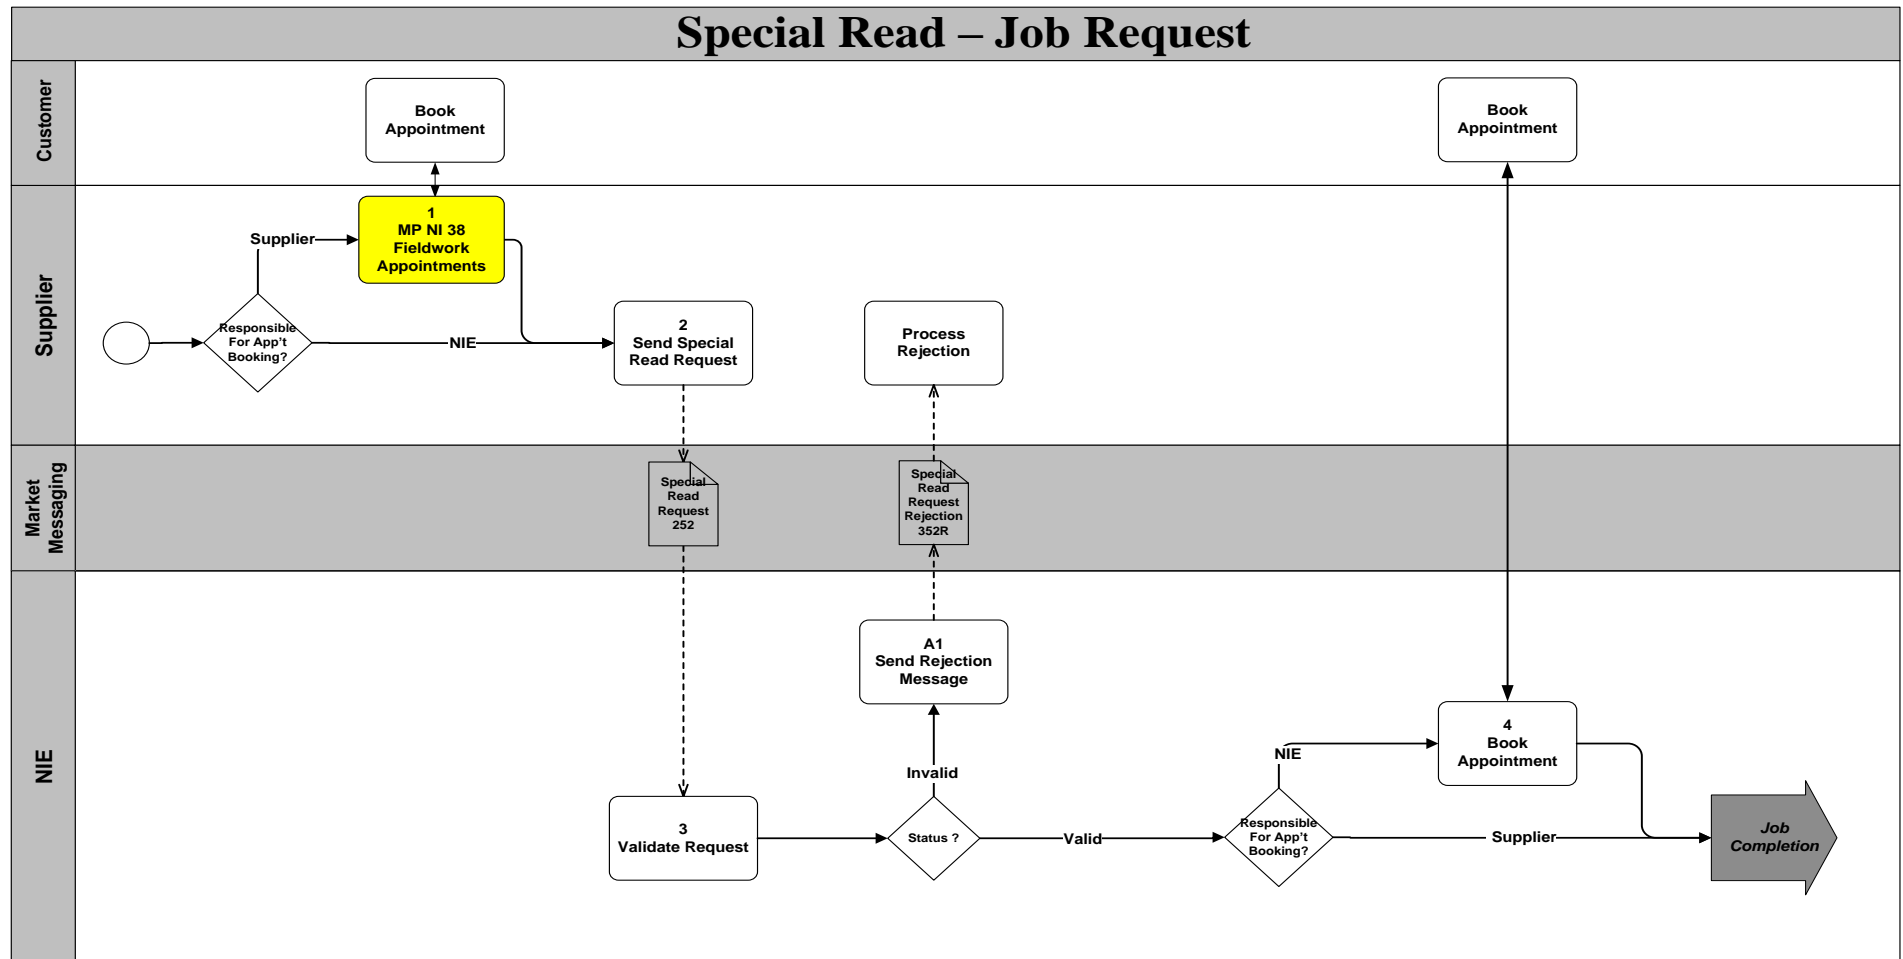 Special Read – Job Request
Customer
Book
Appointment
Book
Appointment
Supplier
1
MP NI 38
Fieldwork
Appointments
Supplier
Responsible
For App't
Booking?
NIE
2
Send Special
Read Request
Process
Rejection
Market
Messaging
Special
Read
Request
252
Special
Read
Request
Rejection
352R
NIE
A1
Send Rejection
Message
Invalid
3
Validate Request
Status ?
Valid
NIE
Responsible
For App't
Booking?
4
Book
Appointment
Supplier
Job
Completion